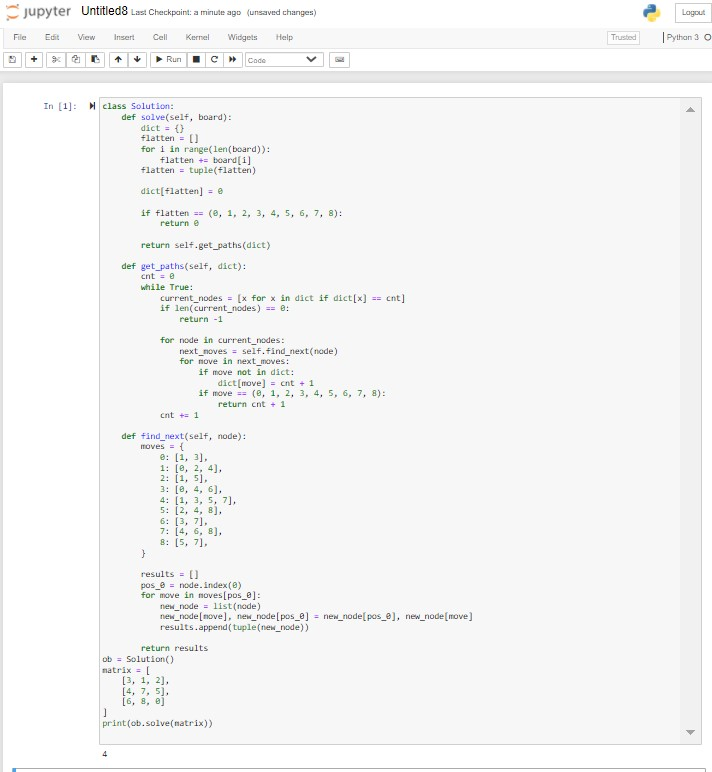 jupyter Untitled8 Last Checkpoint: a minute ago (unsaved changes) Logout
File Edit View Insert Cell Kernel Widgets Help Trusted Python 3
Run Code
In [1]:
class Solution:
    def solve(self, board):
        dict = {}
        flatten = []
        for i in range(len(board)):
            flatten += board[i]
        flatten = tuple(flatten)

        dict[flatten] = 0

        if flatten == (0, 1, 2, 3, 4, 5, 6, 7, 8):
            return 0

        return self.get_paths(dict)

    def get_paths(self, dict):
        cnt = 0
        while True:
            current_nodes = [x for x in dict if dict[x] == cnt]
            if len(current_nodes) == 0:
                return -1

            for node in current_nodes:
                next_moves = self.find_next(node)
                for move in next_moves:
                    if move not in dict:
                        dict[move] = cnt + 1
                    if move == (0, 1, 2, 3, 4, 5, 6, 7, 8):
                        return cnt + 1
            cnt += 1

    def find_next(self, node):
        moves = {
            0: [1, 3],
            1: [0, 2, 4],
            2: [1, 5],
            3: [0, 4, 6],
            4: [1, 3, 5, 7],
            5: [2, 4, 8],
            6: [3, 7],
            7: [4, 6, 8],
            8: [5, 7],
        }

        results = []
        pos_0 = node.index(0)
        for move in moves[pos_0]:
            new_node = list(node)
            new_node[move], new_node[pos_0] = new_node[pos_0], new_node[move]
            results.append(tuple(new_node))

        return results
ob = Solution()
matrix = [
    [3, 1, 2],
    [4, 7, 5],
    [6, 8, 0]
]
print(ob.solve(matrix))
4